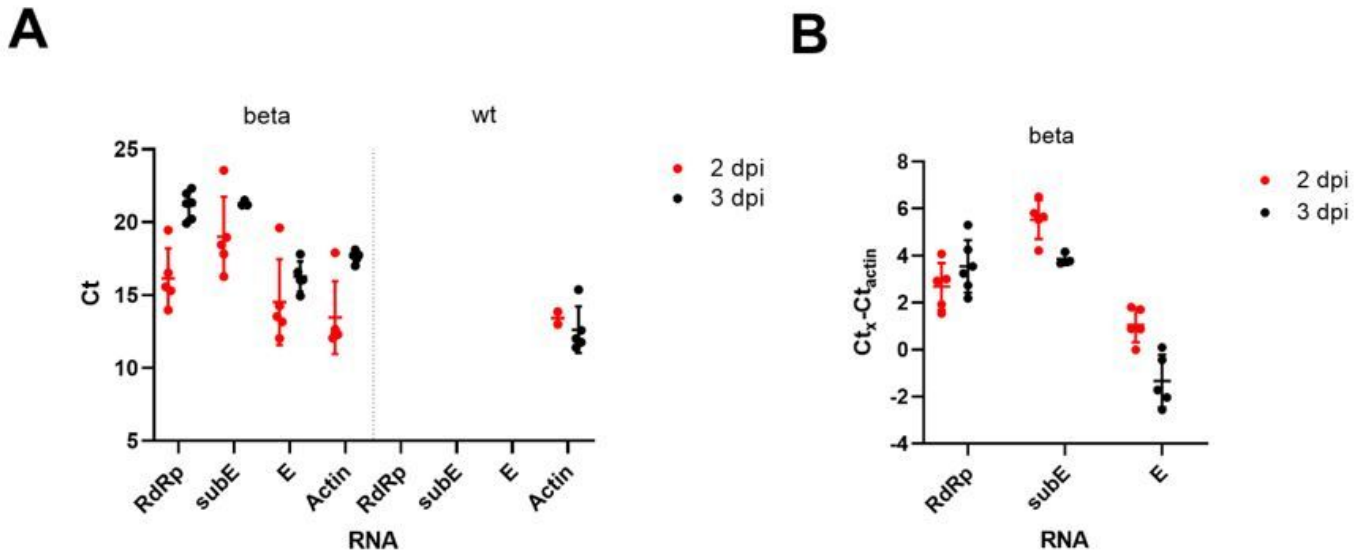 A
beta
wt
2 dpi
3 dpi
25
20
15
10
5
Ct
RdRp
subE
E
Actin
RdRp
subE
E
Actin
RNA
B
beta
2 dpi
3 dpi
8
6
4
2
0
-2
-4
Ctx-Ctactin
RdRp
subE
E
RNA